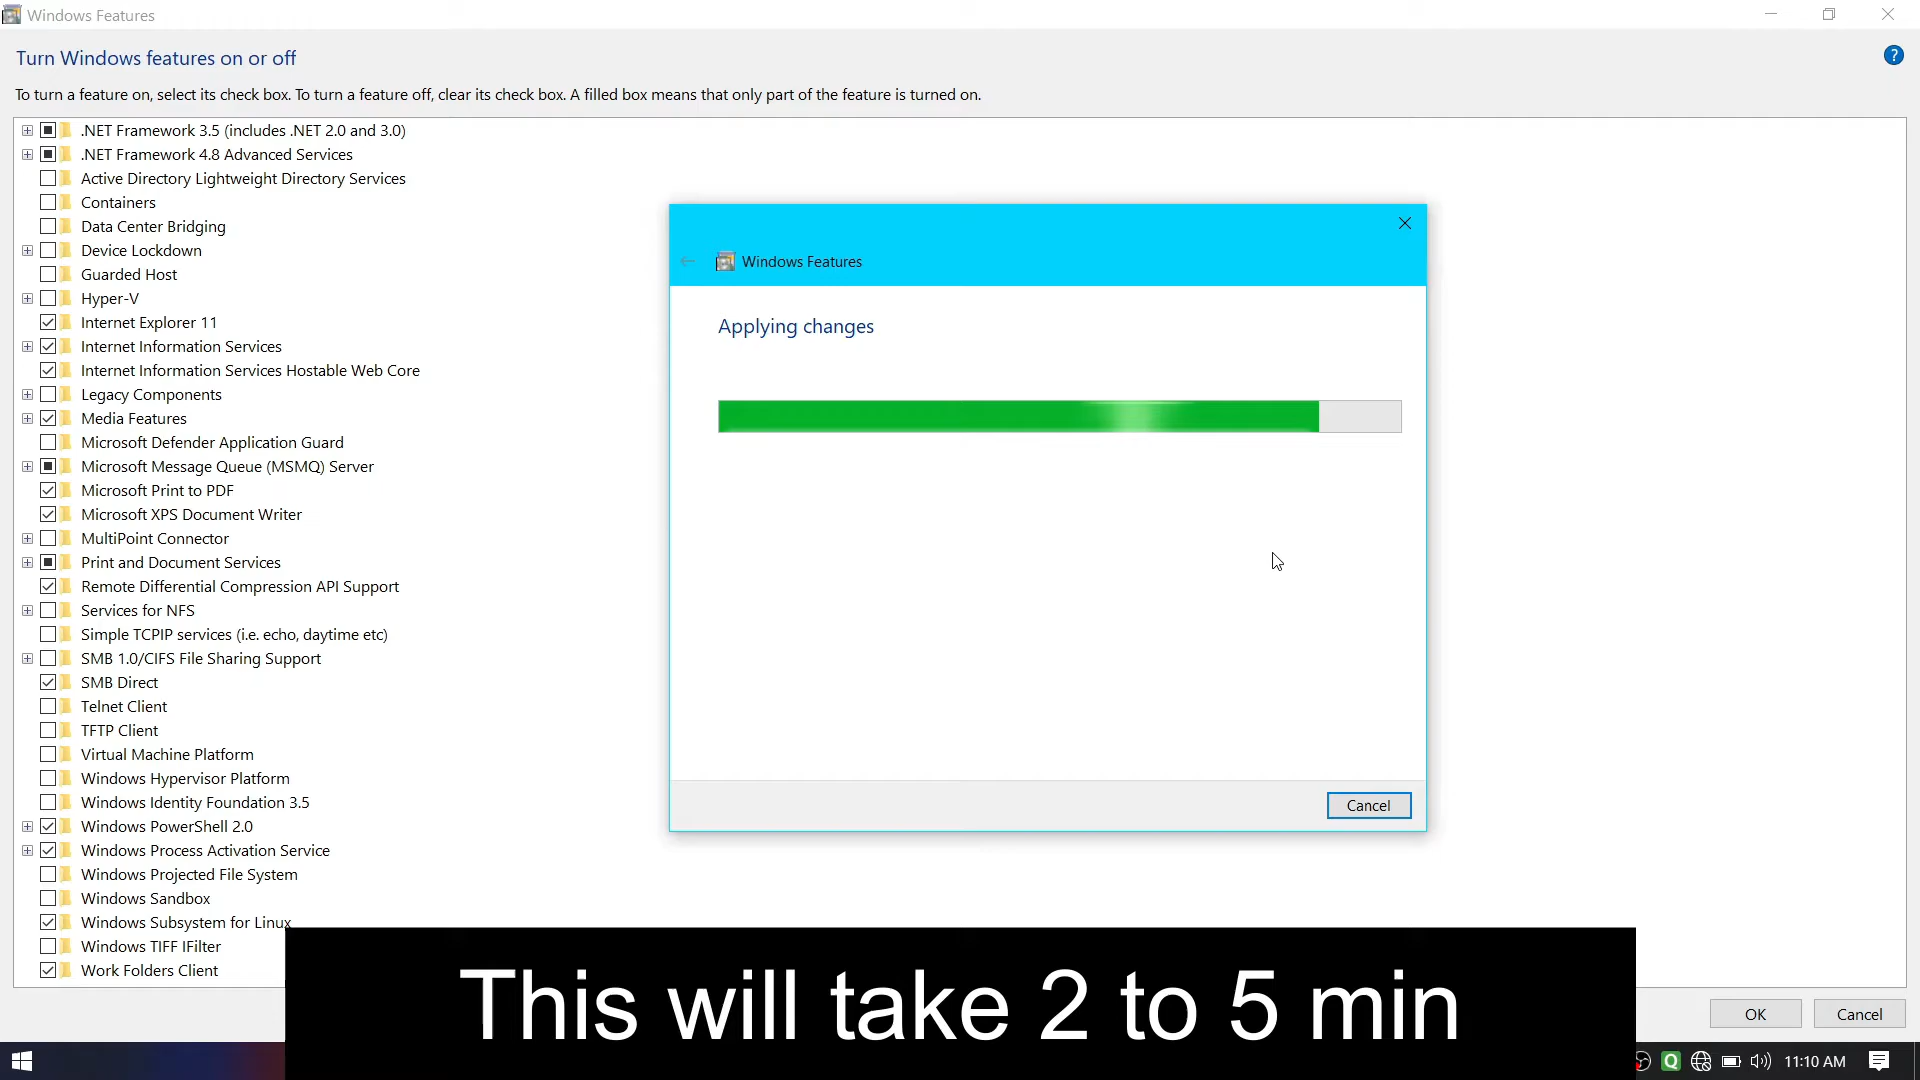 Windows Features
Turn Windows features on or off
?
To turn a feature on, select its check box. To turn a feature off, clear its check box. A filled box means that only part of the feature is turned on.
.NET Framework 3.5 (includes .NET 2.0 and 3.0)
.NET Framework 4.8 Advanced Services
Active Directory Lightweight Directory Services
Containers
Data Center Bridging
Device Lockdown
Guarded Host
Hyper-V
Internet Explorer 11
Internet Information Services
Internet Information Services Hostable Web Core
Legacy Components
Media Features
Microsoft Defender Application Guard
Microsoft Message Queue (MSMQ) Server
Microsoft Print to PDF
Microsoft XPS Document Writer
MultiPoint Connector
Print and Document Services
Remote Differential Compression API Support
Services for NFS
Simple TCPIP services (i.e. echo, daytime etc)
SMB 1.0/CIFS File Sharing Support
SMB Direct
Telnet Client
TFTP Client
Virtual Machine Platform
Windows Hypervisor Platform
Windows Identity Foundation 3.5
Windows PowerShell 2.0
Windows Process Activation Service
Windows Projected File System
Windows Sandbox
Windows Subsystem for Linux
Windows TIFF IFilter
Work Folders Client
Windows Features
Applying changes
Cancel
This will take 2 to 5 min
OK
Cancel
Q
11:10 AM